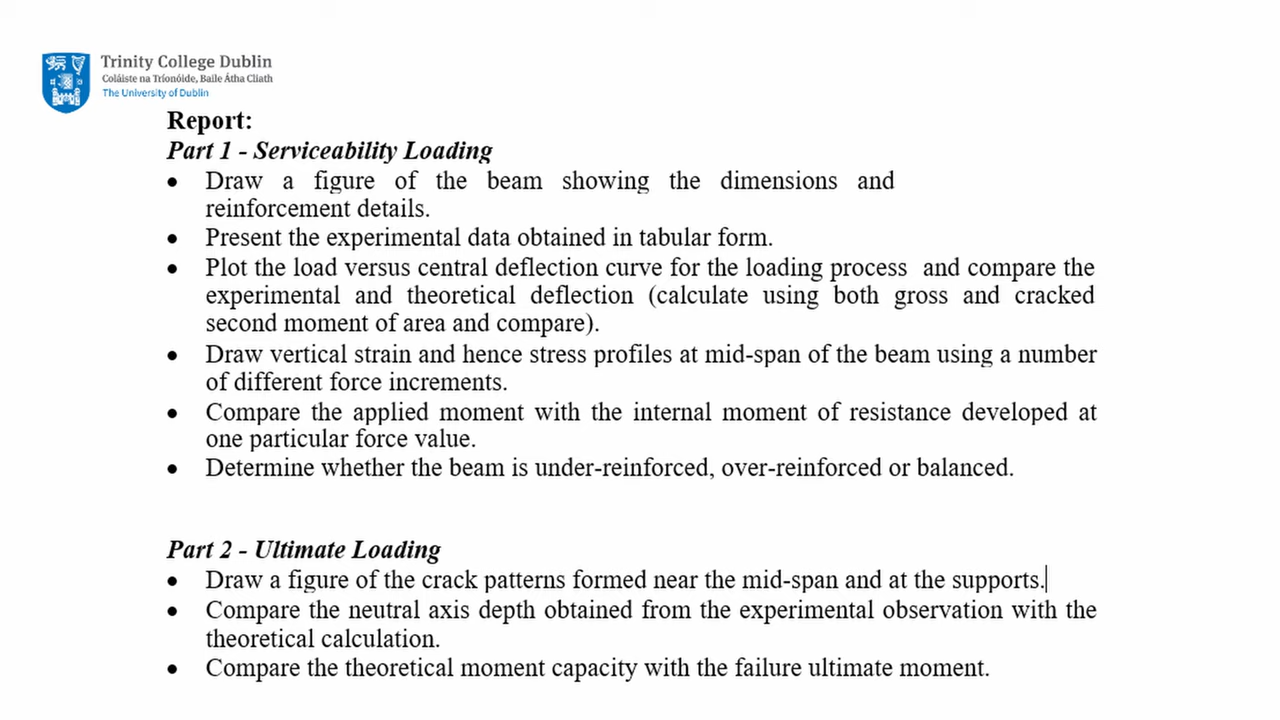 Trinity College Dublin
Coláiste na Tríonóide, Baile Átha Cliath
The University of Dublin
Report:
Part 1 - Serviceability Loading
• Draw a figure of the beam showing the dimensions and
reinforcement details.
• Present the experimental data obtained in tabular form.
• Plot the load versus central deflection curve for the loading process and compare the
experimental and theoretical deflection (calculate using both gross and cracked
second moment of area and compare).
• Draw vertical strain and hence stress profiles at mid-span of the beam using a number
of different force increments.
• Compare the applied moment with the internal moment of resistance developed at
one particular force value.
• Determine whether the beam is under-reinforced, over-reinforced or balanced.
Part 2 - Ultimate Loading
• Draw a figure of the crack patterns formed near the mid-span and at the supports.
• Compare the neutral axis depth obtained from the experimental observation with the
theoretical calculation.
• Compare the theoretical moment capacity with the failure ultimate moment.